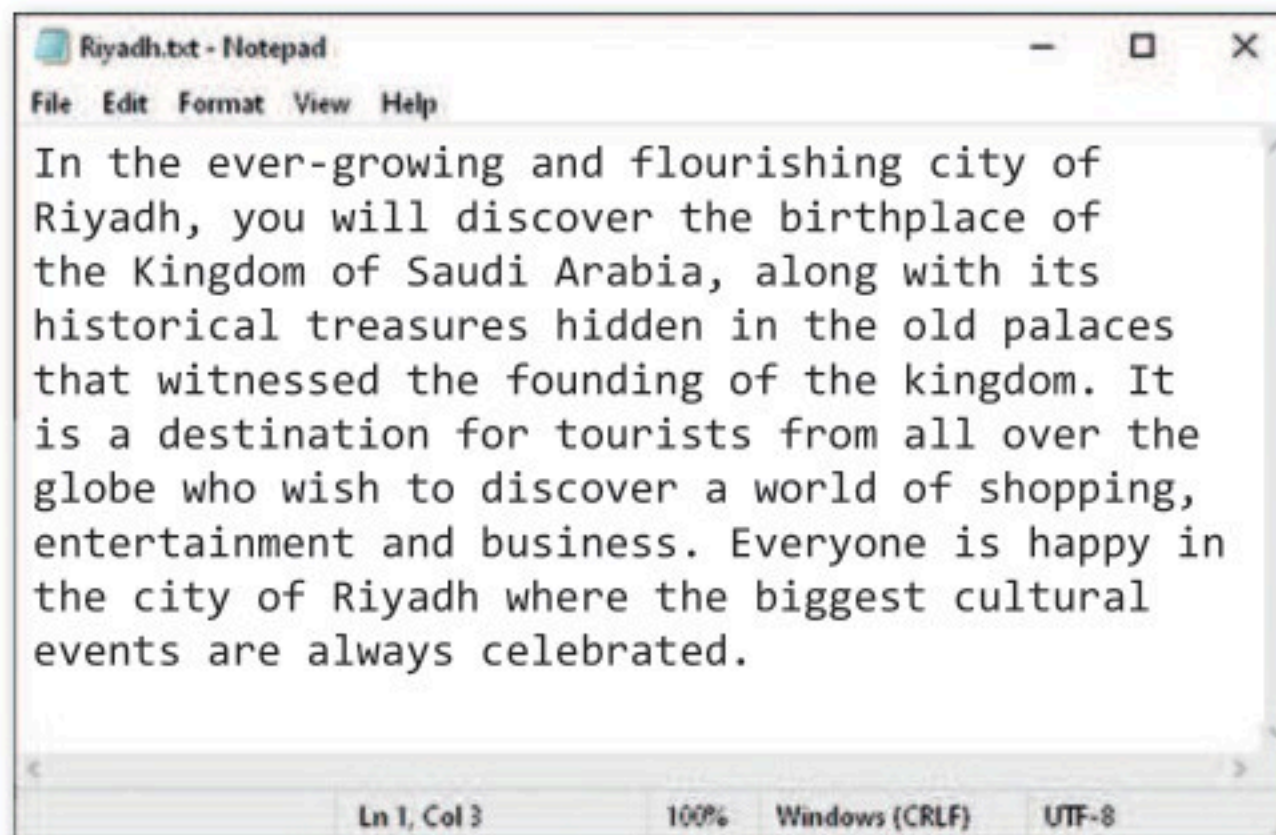 Riyadh.txt - Notepad
File Edit Format View Help
In the ever-growing and flourishing city of
Riyadh, you will discover the birthplace of
the Kingdom of Saudi Arabia, along with its
historical treasures hidden in the old palaces
that witnessed the founding of the kingdom. It
is a destination for tourists from all over the
globe who wish to discover a world of shopping,
entertainment and business. Everyone is happy in
the city of Riyadh where the biggest cultural
events are always celebrated.
Ln 1, Col 3 100% Windows (CRLF) UTF-8